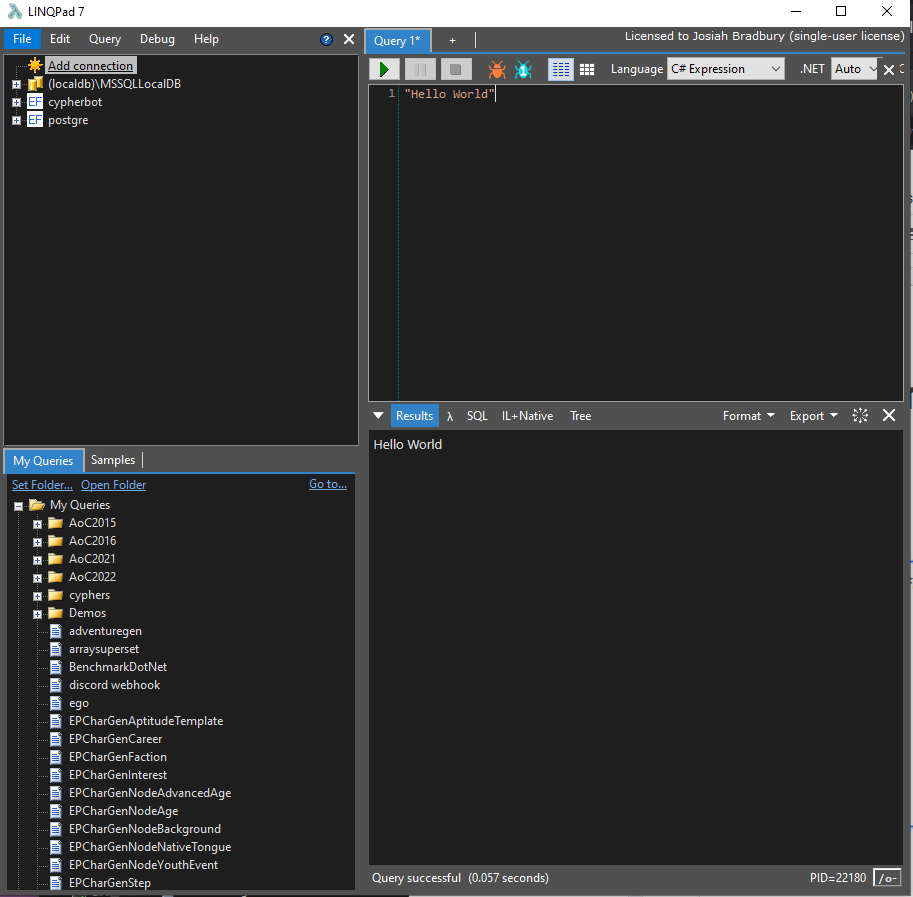 LINQPad 7
File Edit Query Debug Help
Add connection
(localdb)\MSSQLLocalDB
cypherbot
postgre
My Queries Samples
Set Folder... Open Folder Go to...
My Queries
AoC2015
AoC2016
AoC2021
AoC2022
cyphers
Demos
adventuregen
arraysuperset
BenchmarkDotNet
discord webhook
ego
EPCharGenAptitudeTemplate
EPCharGenCareer
EPCharGenFaction
EPCharGenInterest
EPCharGenNodeAdvancedAge
EPCharGenNodeAge
EPCharGenNodeBackground
EPCharGenNodeNativeTongue
EPCharGenNodeYouthEvent
EPCharGenStep
Query 1* +
Licensed to Josiah Bradbury (single-user license)
Language C# Expression .NET Auto
1 "Hello World"
Results λ SQL IL+Native Tree Format Export
Hello World
Query successful (0.057 seconds) PID=22180 /o-